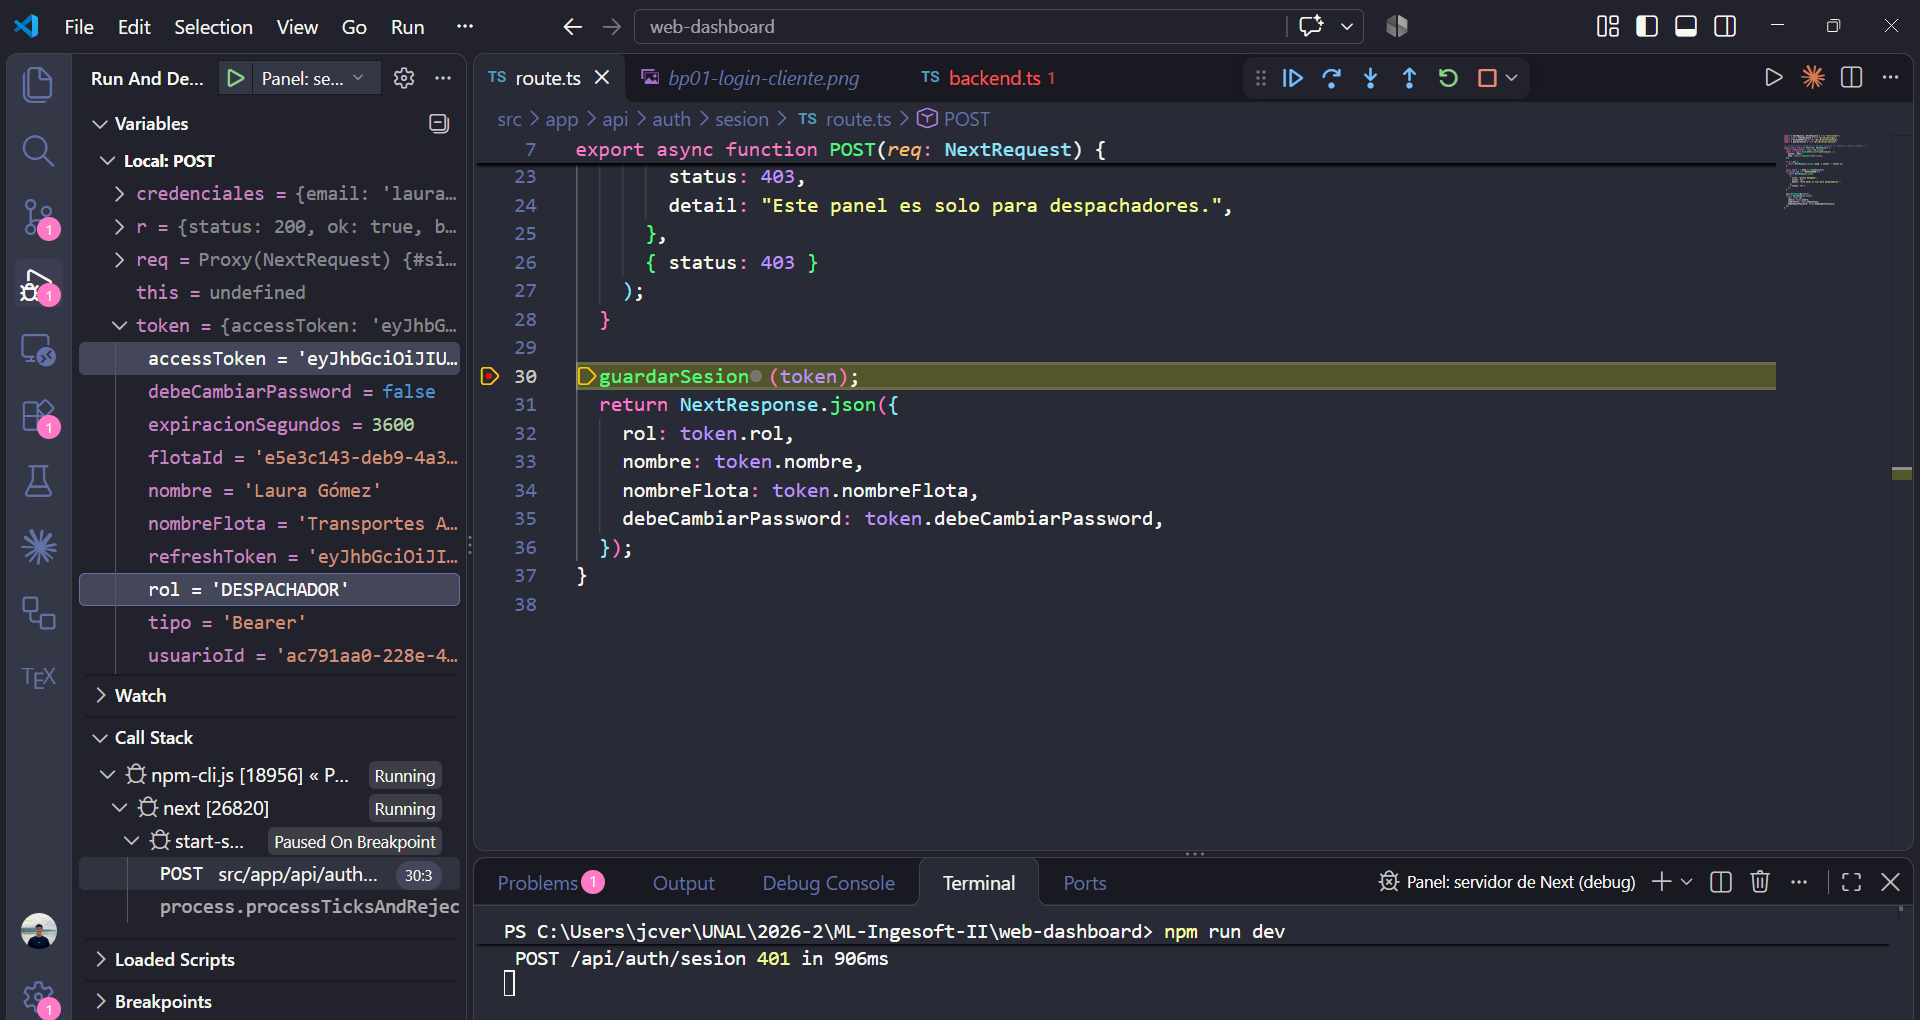 File Edit Selection View Go Run ···
web-dashboard
Run And De... Panel: se...
Variables
Local: POST
credenciales = {email: 'laura...
r = {status: 200, ok: true, b...
req = Proxy(NextRequest) {#si...
this = undefined
token = {accessToken: 'eyJhbG...
accessToken = 'eyJhbGciOiJIU...
debeCambiarPassword = false
expiracionSegundos = 3600
flotaId = 'e5e3c143-deb9-4a3...
nombre = 'Laura Gómez'
nombreFlota = 'Transportes A...
refreshToken = 'eyJhbGciOiJI...
rol = 'DESPACHADOR'
tipo = 'Bearer'
usuarioId = 'ac791aa0-228e-4...
Watch
Call Stack
npm-cli.js [18956] « P... Running
next [26820] Running
start-s... Paused On Breakpoint
POST src/app/api/auth... 30:3
process.processTicksAndRejec
Loaded Scripts
Breakpoints
1
1
1
TEX
1
TS route.ts
bp01-login-cliente.png
TS backend.ts 1
src > app > api > auth > sesion > TS route.ts > POST
7 export async function POST(req: NextRequest) {
23 status: 403,
24 detail: "Este panel es solo para despachadores.",
25 },
26 { status: 403 }
27 );
28 }
29
30 guardarSesion (token);
31 return NextResponse.json({
32 rol: token.rol,
33 nombre: token.nombre,
34 nombreFlota: token.nombreFlota,
35 debeCambiarPassword: token.debeCambiarPassword,
36 });
37 }
38
Problems 1 Output Debug Console Terminal Ports
Panel: servidor de Next (debug)
PS C:\Users\jcver\UNAL\2026-2\ML-Ingesoft-II\web-dashboard> npm run dev
POST /api/auth/sesion 401 in 906ms